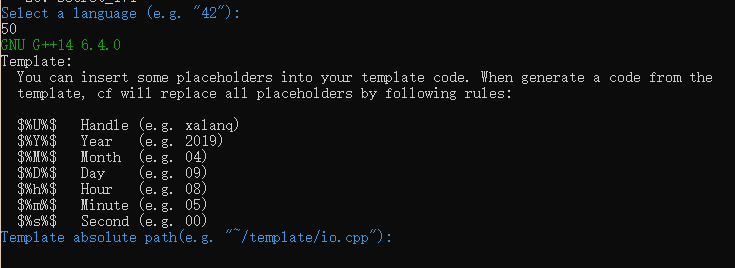 Select a language (e.g. "42"):
50
GNU G++14 6.4.0
Template:
You can insert some placeholders into your template code. When generate a code from the
template, cf will replace all placeholders by following rules:
$%U%$ Handle (e.g. xalanq)
$%Y%$ Year (e.g. 2019)
$%M%$ Month (e.g. 04)
$%D%$ Day (e.g. 09)
$%h%$ Hour (e.g. 08)
$%m%$ Minute (e.g. 05)
$%s%$ Second (e.g. 00)
Template absolute path(e.g. "~/template/io.cpp"):